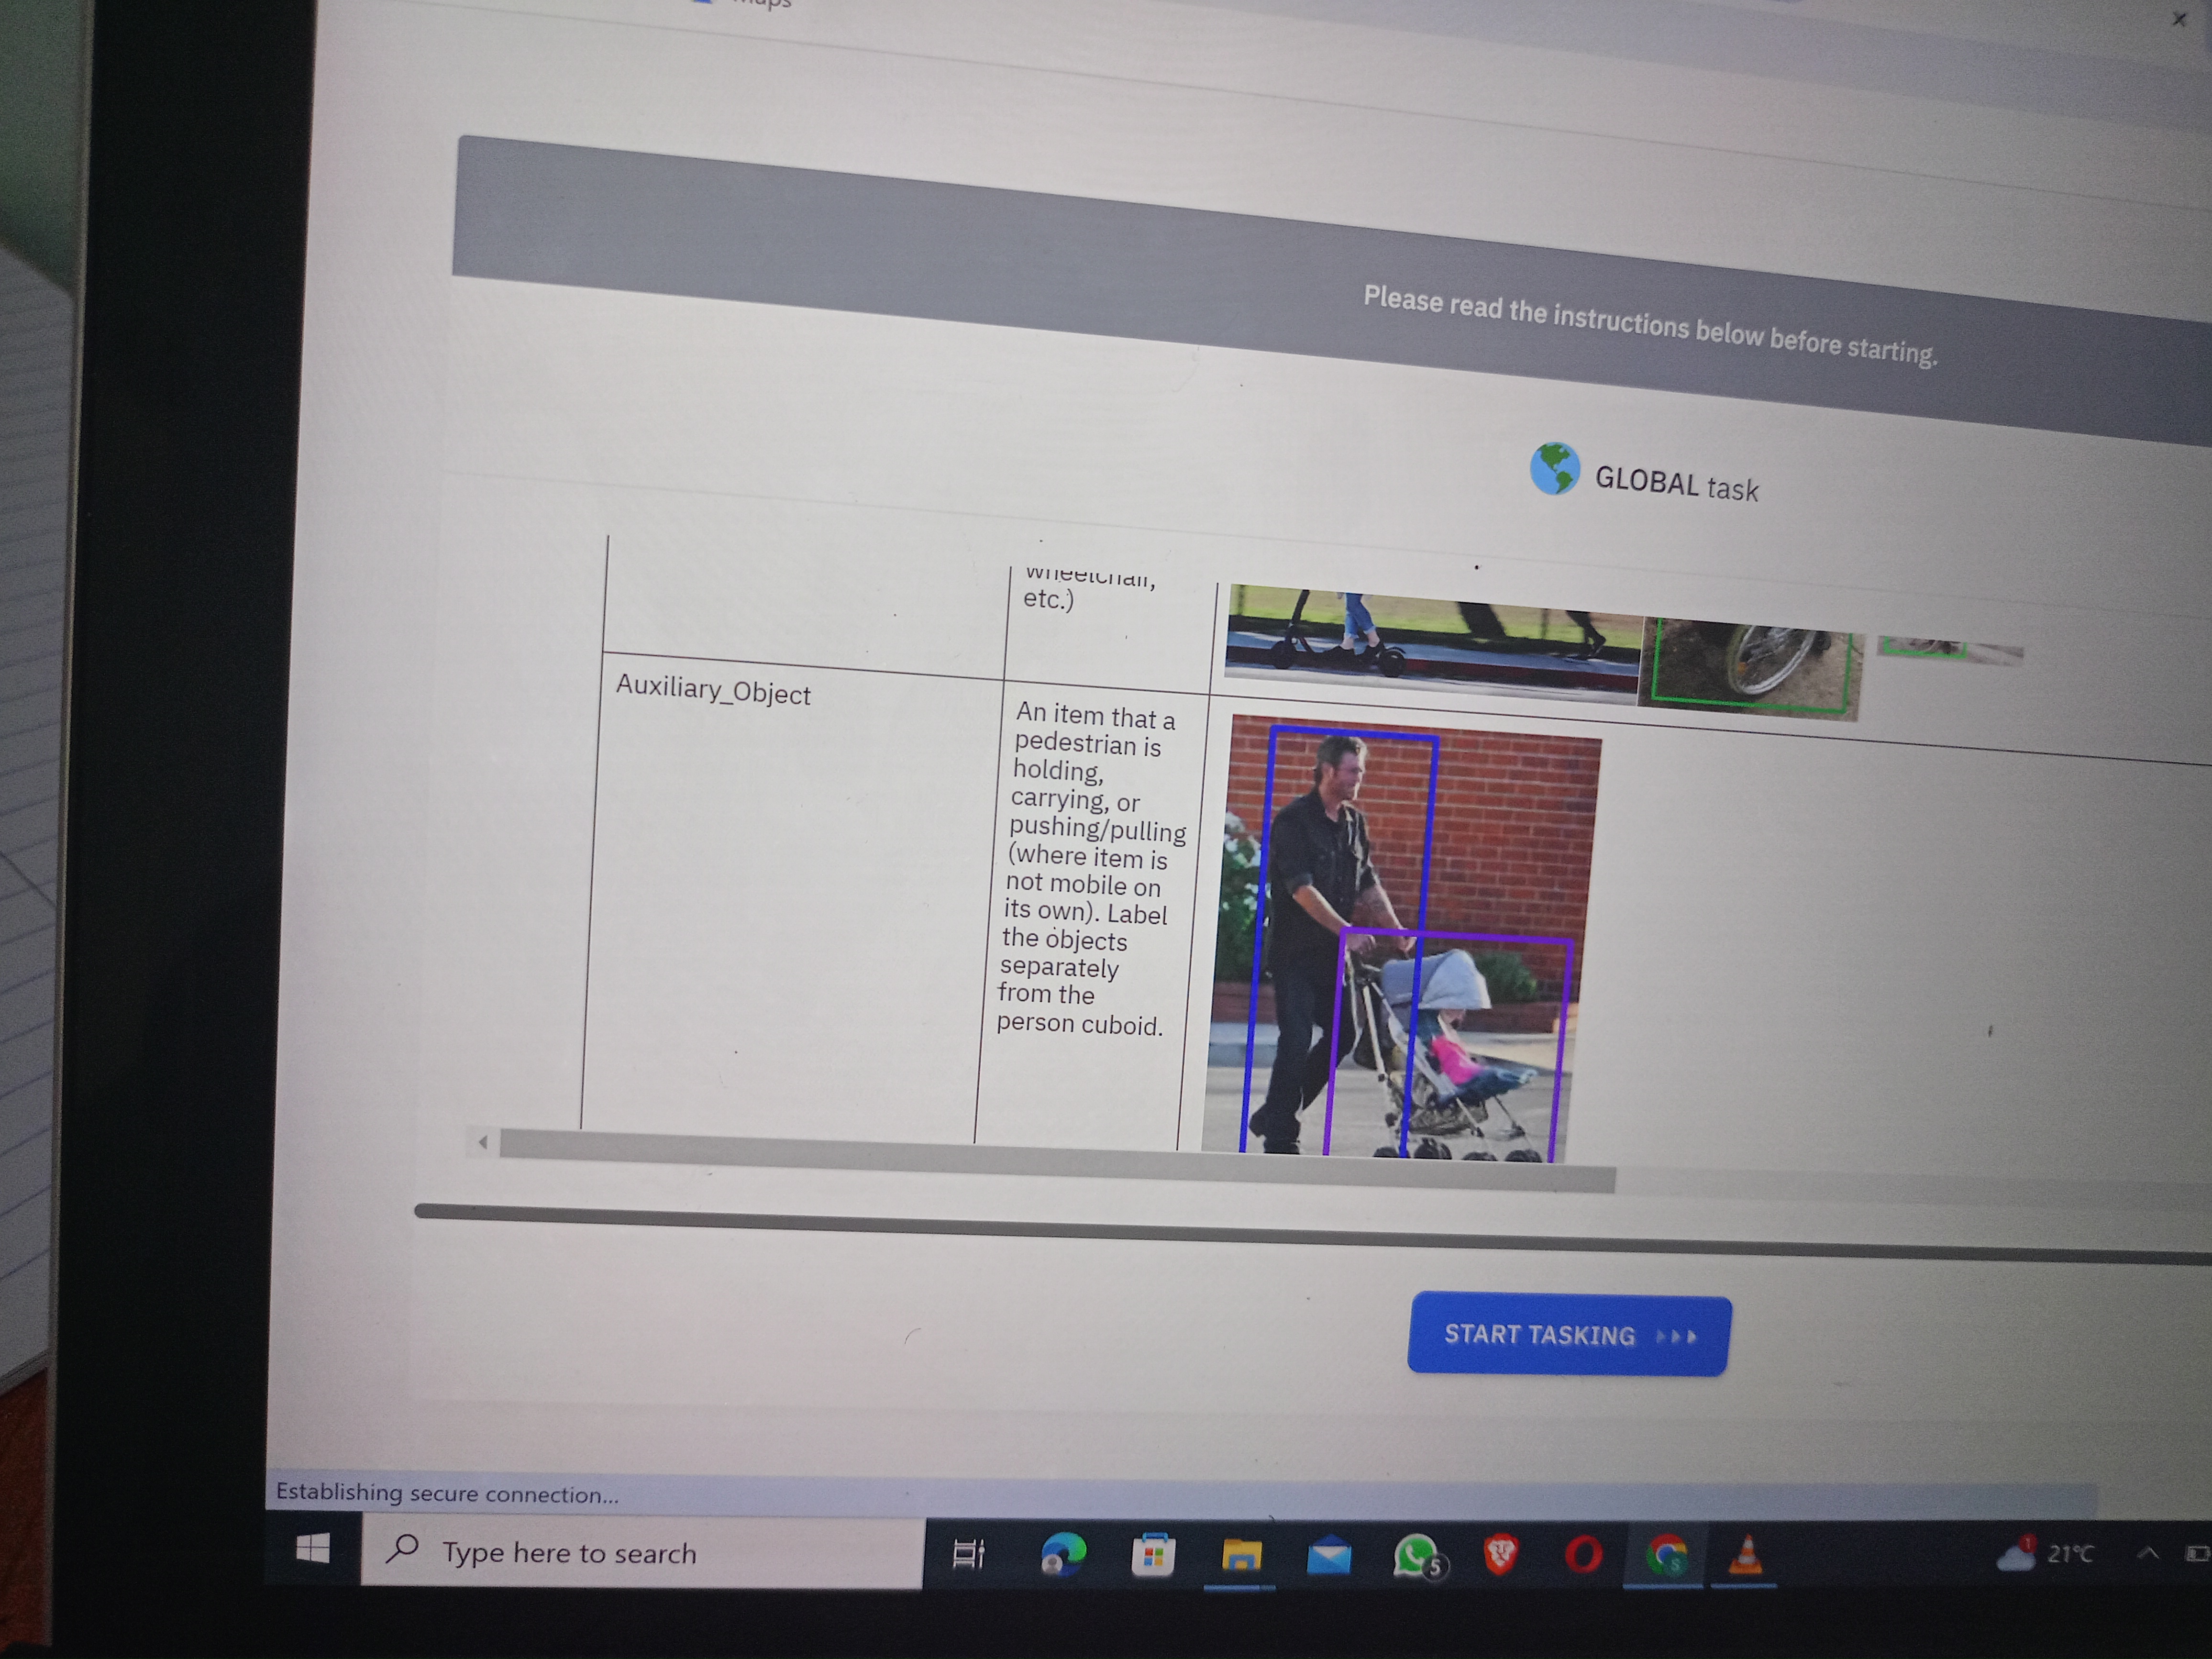 Maps
Please read the instructions below before starting.
GLOBAL task
wheelchair,
etc.)
Auxiliary_Object
An item that a
pedestrian is
holding,
carrying, or
pushing/pulling
(where item is
not mobile on
its own). Label
the objects
separately
from the
person cuboid.
START TASKING
Establishing secure connection...
Type here to search
5
S
1
21°C